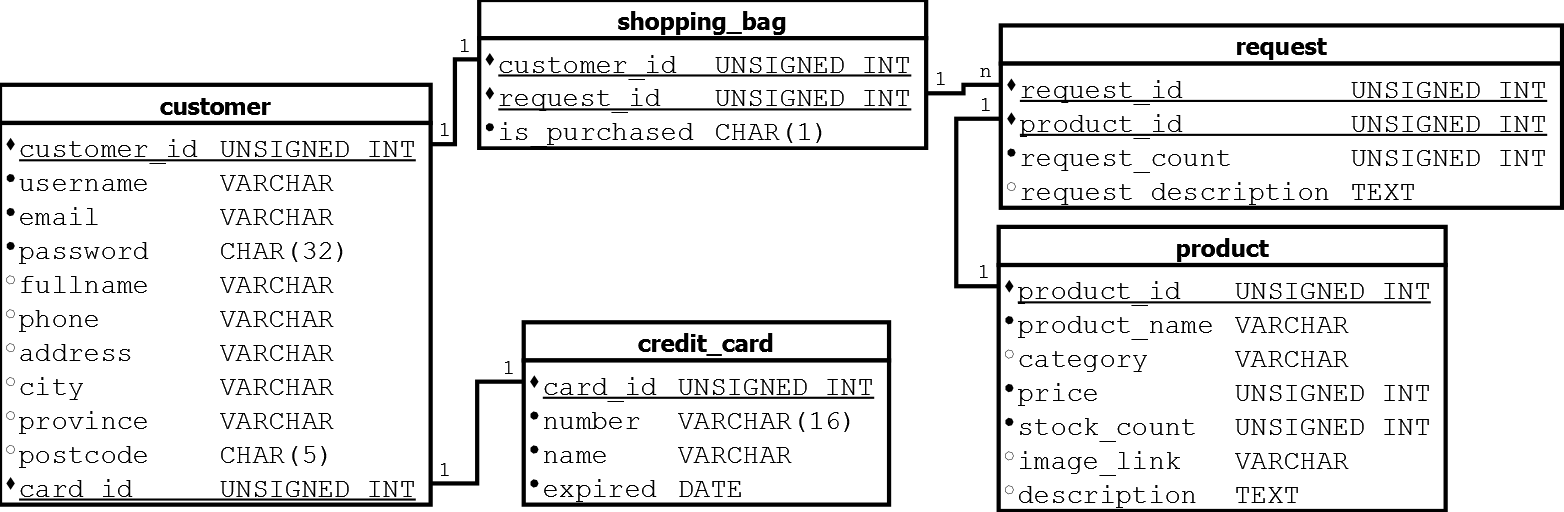 shopping_bag
customer_id UNSIGNED INT
request_id UNSIGNED INT
is_purchased CHAR(1)
request
request_id UNSIGNED INT
product_id UNSIGNED INT
request_count UNSIGNED INT
request_description TEXT
customer
customer_id UNSIGNED INT
username VARCHAR
email VARCHAR
password CHAR(32)
fullname VARCHAR
phone VARCHAR
address VARCHAR
city VARCHAR
province VARCHAR
postcode CHAR(5)
card_id UNSIGNED INT
credit_card
card_id UNSIGNED INT
number VARCHAR(16)
name VARCHAR
expired DATE
product
product_id UNSIGNED INT
product_name VARCHAR
category VARCHAR
price UNSIGNED INT
stock_count UNSIGNED INT
image_link VARCHAR
description TEXT
1
1
1
n
1
1
1
1